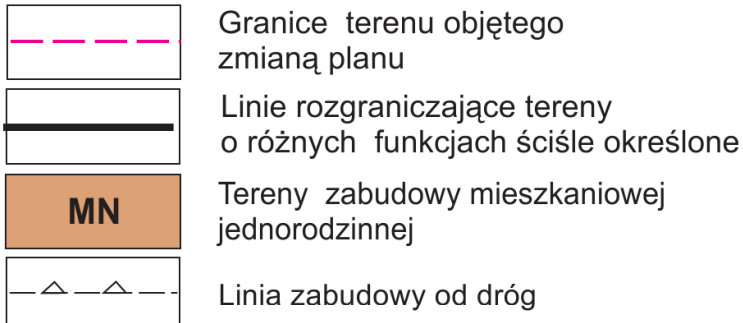 Granice terenu objętego
zmianą planu
Linie rozgraniczające tereny
o różnych funkcjach ściśle określone
MN
Tereny zabudowy mieszkaniowej
jednorodzinnej
Linia zabudowy od dróg